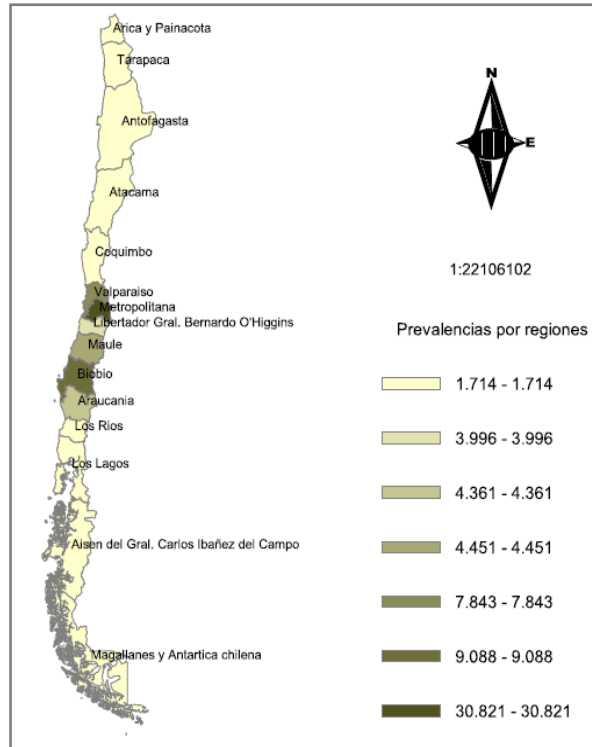 Arica y Painacota
Tarapaca
Antofagasta
Atacama
Coquimbo
Valparaiso
Metropolitana
Libertador Gral. Bernardo O'Higgins
Maule
Biobio
Araucania
Los Rios
Los Lagos
Aisen del Gral. Carlos Ibañez del Campo
Magallanes y Antartica chilena
N
E
1:22106102
Prevalencias por regiones
1.714 - 1.714
3.996 - 3.996
4.361 - 4.361
4.451 - 4.451
7.843 - 7.843
9.088 - 9.088
30.821 - 30.821